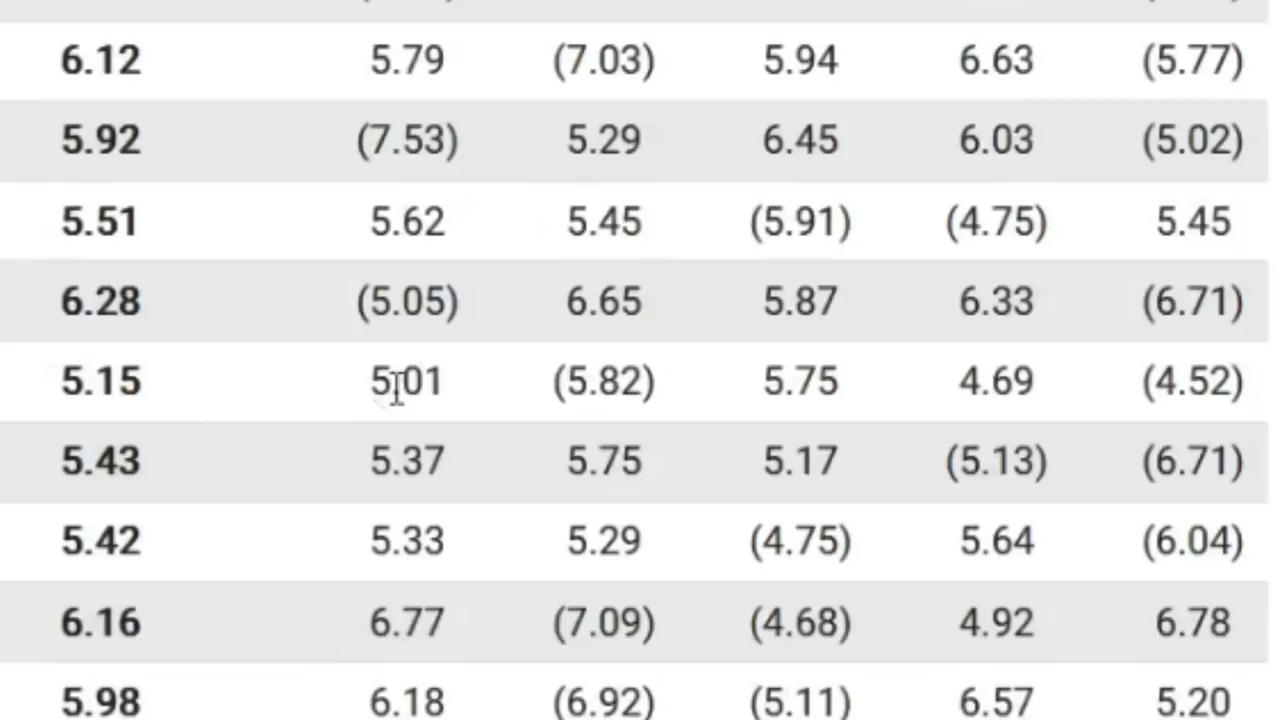 6.12 5.79 (7.03) 5.94 6.63 (5.77)
5.92 (7.53) 5.29 6.45 6.03 (5.02)
5.51 5.62 5.45 (5.91) (4.75) 5.45
6.28 (5.05) 6.65 5.87 6.33 (6.71)
5.15 5.01 (5.82) 5.75 4.69 (4.52)
5.43 5.37 5.75 5.17 (5.13) (6.71)
5.42 5.33 5.29 (4.75) 5.64 (6.04)
6.16 6.77 (7.09) (4.68) 4.92 6.78
5.98 6.18 (6.92) (5.11) 6.57 5.20